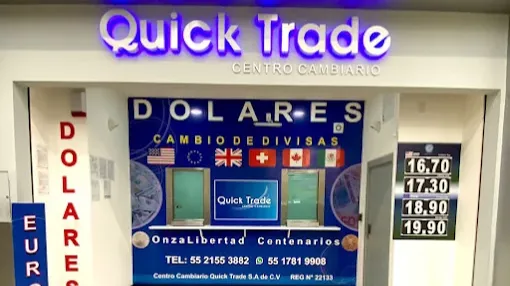 Quick Trade
CENTRO CAMBIARIO
DOLARES
CAMBIO DE DIVISAS
Quick Trade
OnzaLibertad Centenarios
TEL: 55 2155 3882 55 1781 9908
Centro Cambiario Quick Trade S.A de C.V REG Nº 22133
DOLARES
EURO
16.70
17.30
18.90
19.90